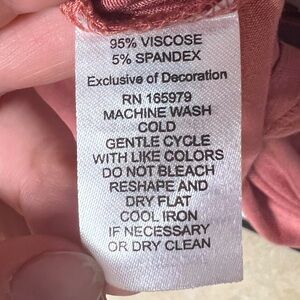 95% VISCOSE
5% SPANDEX
Exclusive of Decoration
RN 165979
MACHINE WASH
COLD
GENTLE CYCLE
WITH LIKE COLORS
DO NOT BLEACH
RESHAPE AND
DRY FLAT
COOL IRON
IF NECESSARY
OR DRY CLEAN